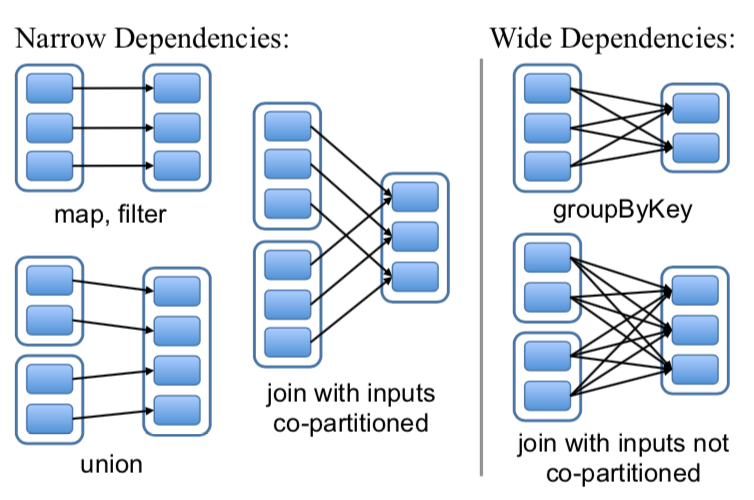 Narrow Dependencies:
Wide Dependencies:
map, filter
union
join with inputs
co-partitioned
groupByKey
join with inputs not
co-partitioned